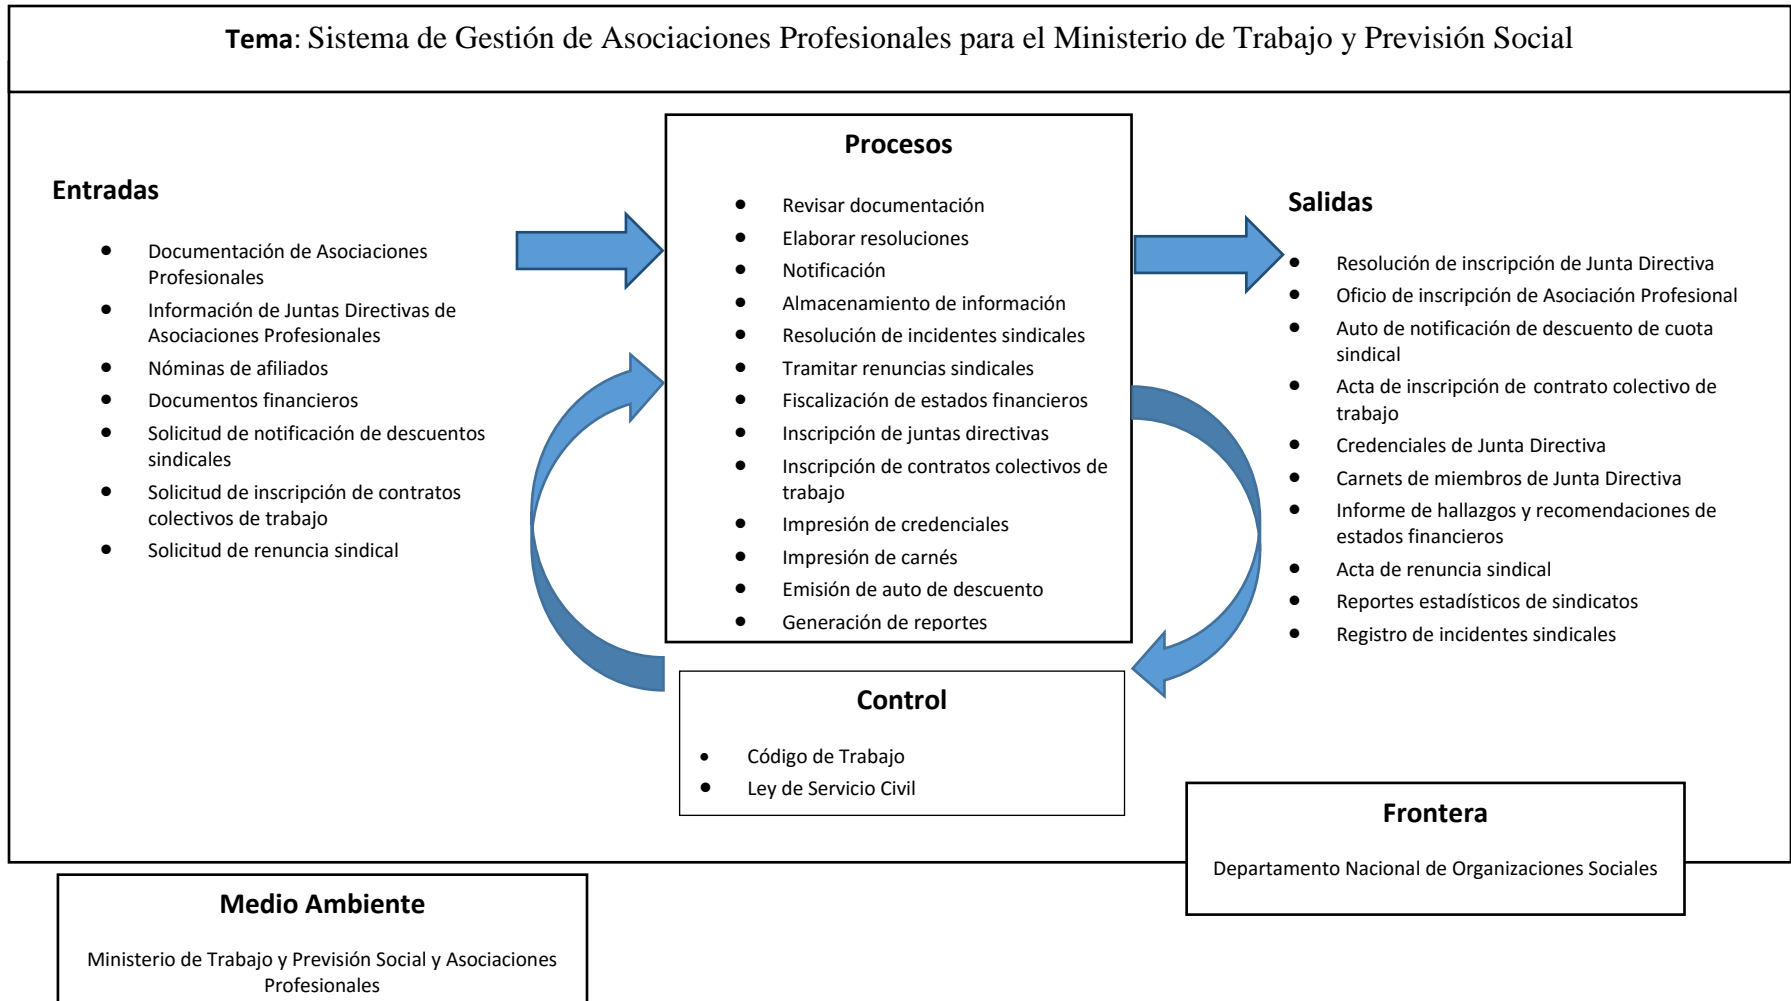 Tema: Sistema de Gestión de Asociaciones Profesionales para el Ministerio de Trabajo y Previsión Social
Entradas
Documentación de Asociaciones
Profesionales
Información de Juntas Directivas de
Asociaciones Profesionales
Nóminas de afiliados
Documentos financieros
Solicitud de notificación de descuentos
sindicales
Solicitud de inscripción de contratos
colectivos de trabajo
Solicitud de renuncia sindical
Procesos
Revisar documentación
Elaborar resoluciones
Notificación
Almacenamiento de información
Resolución de incidentes sindicales
Tramitar renuncias sindicales
Fiscalización de estados financieros
Inscripción de juntas directivas
Inscripción de contratos colectivos de
trabajo
Impresión de credenciales
Impresión de carnés
Emisión de auto de descuento
Generación de reportes
Salidas
Resolución de inscripción de Junta Directiva
Oficio de inscripción de Asociación Profesional
Auto de notificación de descuento de cuota
sindical
Acta de inscripción de contrato colectivo de
trabajo
Credenciales de Junta Directiva
Carnets de miembros de Junta Directiva
Informe de hallazgos y recomendaciones de
estados financieros
Acta de renuncia sindical
Reportes estadísticos de sindicatos
Registro de incidentes sindicales
Control
Código de Trabajo
Ley de Servicio Civil
Frontera
Departamento Nacional de Organizaciones Sociales
Medio Ambiente
Ministerio de Trabajo y Previsión Social y Asociaciones
Profesionales